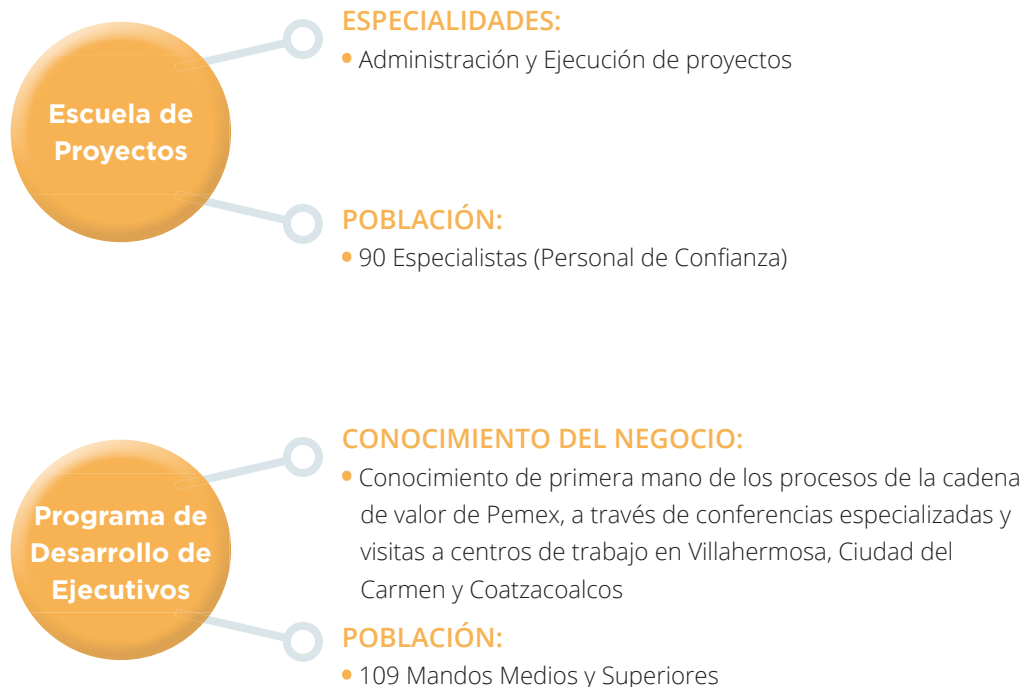 Escuela de
Proyectos
ESPECIALIDADES:
• Administración y Ejecución de proyectos
POBLACIÓN:
• 90 Especialistas (Personal de Confianza)
Programa de
Desarrollo de
Ejecutivos
CONOCIMIENTO DEL NEGOCIO:
• Conocimiento de primera mano de los procesos de la cadena
de valor de Pemex, a través de conferencias especializadas y
visitas a centros de trabajo en Villahermosa, Ciudad del
Carmen y Coatzacoalcos
POBLACIÓN:
• 109 Mandos Medios y Superiores